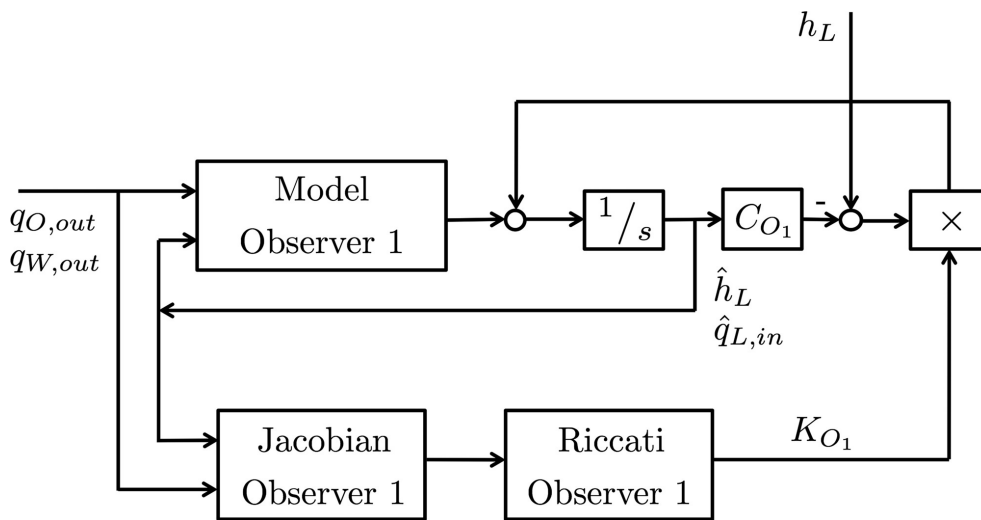 h_L
Model
Observer 1
1/s
C_{O_1}
-
×
q_{O,out}
q_{W,out}
ĥ_L
q̂_{L,in}
Jacobian
Observer 1
Riccati
Observer 1
K_{O_1}